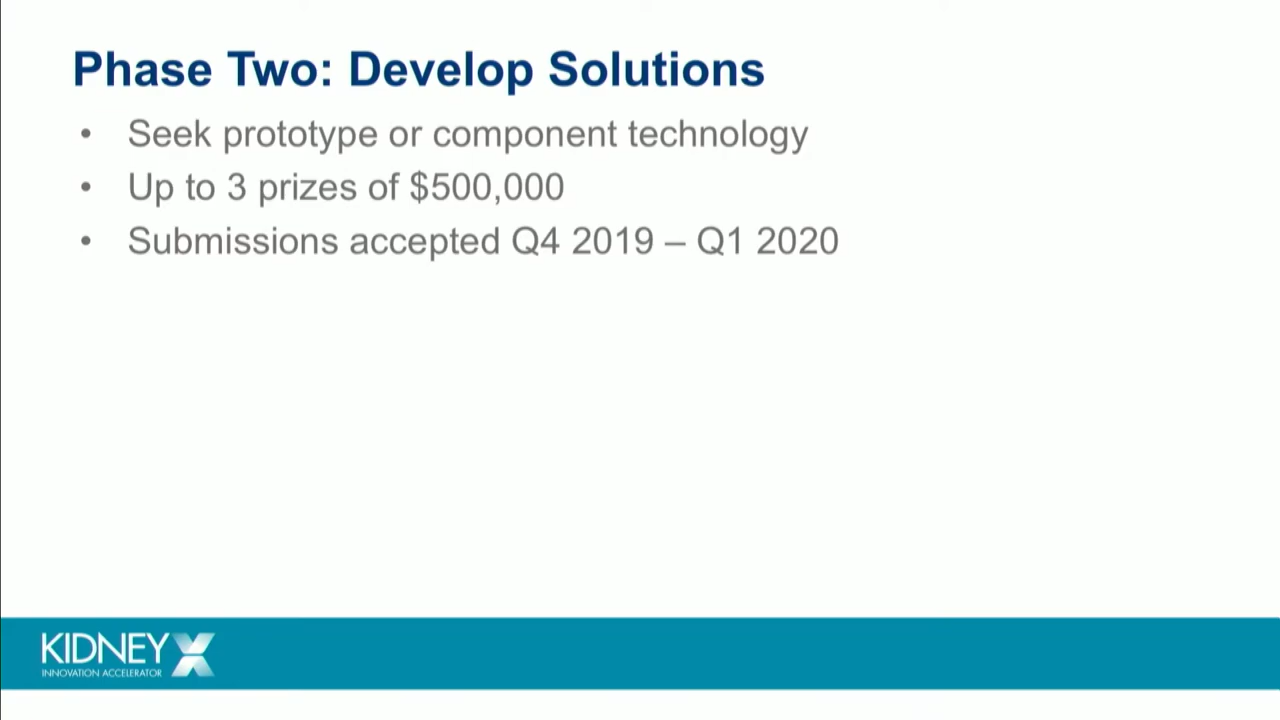 Phase Two: Develop Solutions
• Seek prototype or component technology
• Up to 3 prizes of $500,000
• Submissions accepted Q4 2019 – Q1 2020
KIDNEY X
INNOVATION ACCELERATOR